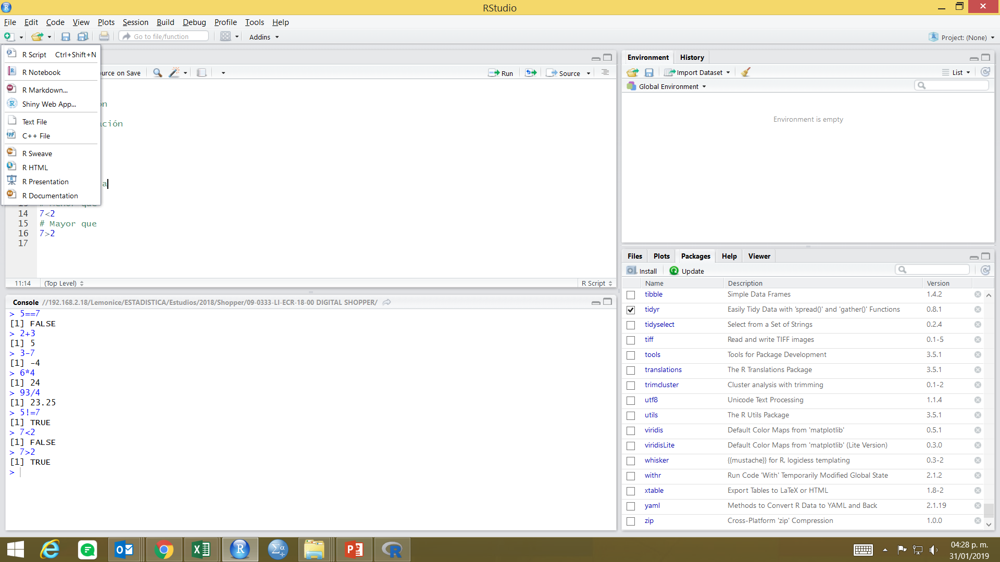 RStudio
File Edit Code View Plots Session Build Debug Profile Tools Help
Go to file/function Addins Project: (None)
R Script Ctrl+Shift+N
R Notebook
R Markdown...
Shiny Web App...
Text File
C++ File
R Sweave
R HTML
R Presentation
R Documentation
urce on Save Run Source
ón
ción
a
14 7<2
15 # Mayor que
16 7>2
17
11:14 (Top Level) R Script
Console //192.168.2.18/Lemonice/ESTADISTICA/Estudios/2018/Shopper/09-0333-LI-ECR-18-00 DIGITAL SHOPPER/
> 5==7
[1] FALSE
> 2+3
[1] 5
> 3-7
[1] -4
> 6*4
[1] 24
> 93/4
[1] 23.25
> 5!=7
[1] TRUE
> 7<2
[1] FALSE
> 7>2
[1] TRUE
>
Environment History
Import Dataset List
Global Environment
Environment is empty
Files Plots Packages Help Viewer
Install Update
Name Description Version
tibble Simple Data Frames 1.4.2
tidyr Easily Tidy Data with 'spread()' and 'gather()' Functions 0.8.1
tidyselect Select from a Set of Strings 0.2.4
tiff Read and write TIFF images 0.1-5
tools Tools for Package Development 3.5.1
translations The R Translations Package 3.5.1
trimcluster Cluster analysis with trimming 0.1-2
utf8 Unicode Text Processing 1.1.4
utils The R Utils Package 3.5.1
viridis Default Color Maps from 'matplotlib' 0.5.1
viridisLite Default Color Maps from 'matplotlib' (Lite Version) 0.3.0
whisker {{mustache}} for R, logicless templating 0.3-2
withr Run Code 'With' Temporarily Modified Global State 2.1.2
xtable Export Tables to LaTeX or HTML 1.8-2
yaml Methods to Convert R Data to YAML and Back 2.1.19
zip Cross-Platform 'zip' Compression 1.0.0
04:28 p. m.
31/01/2019